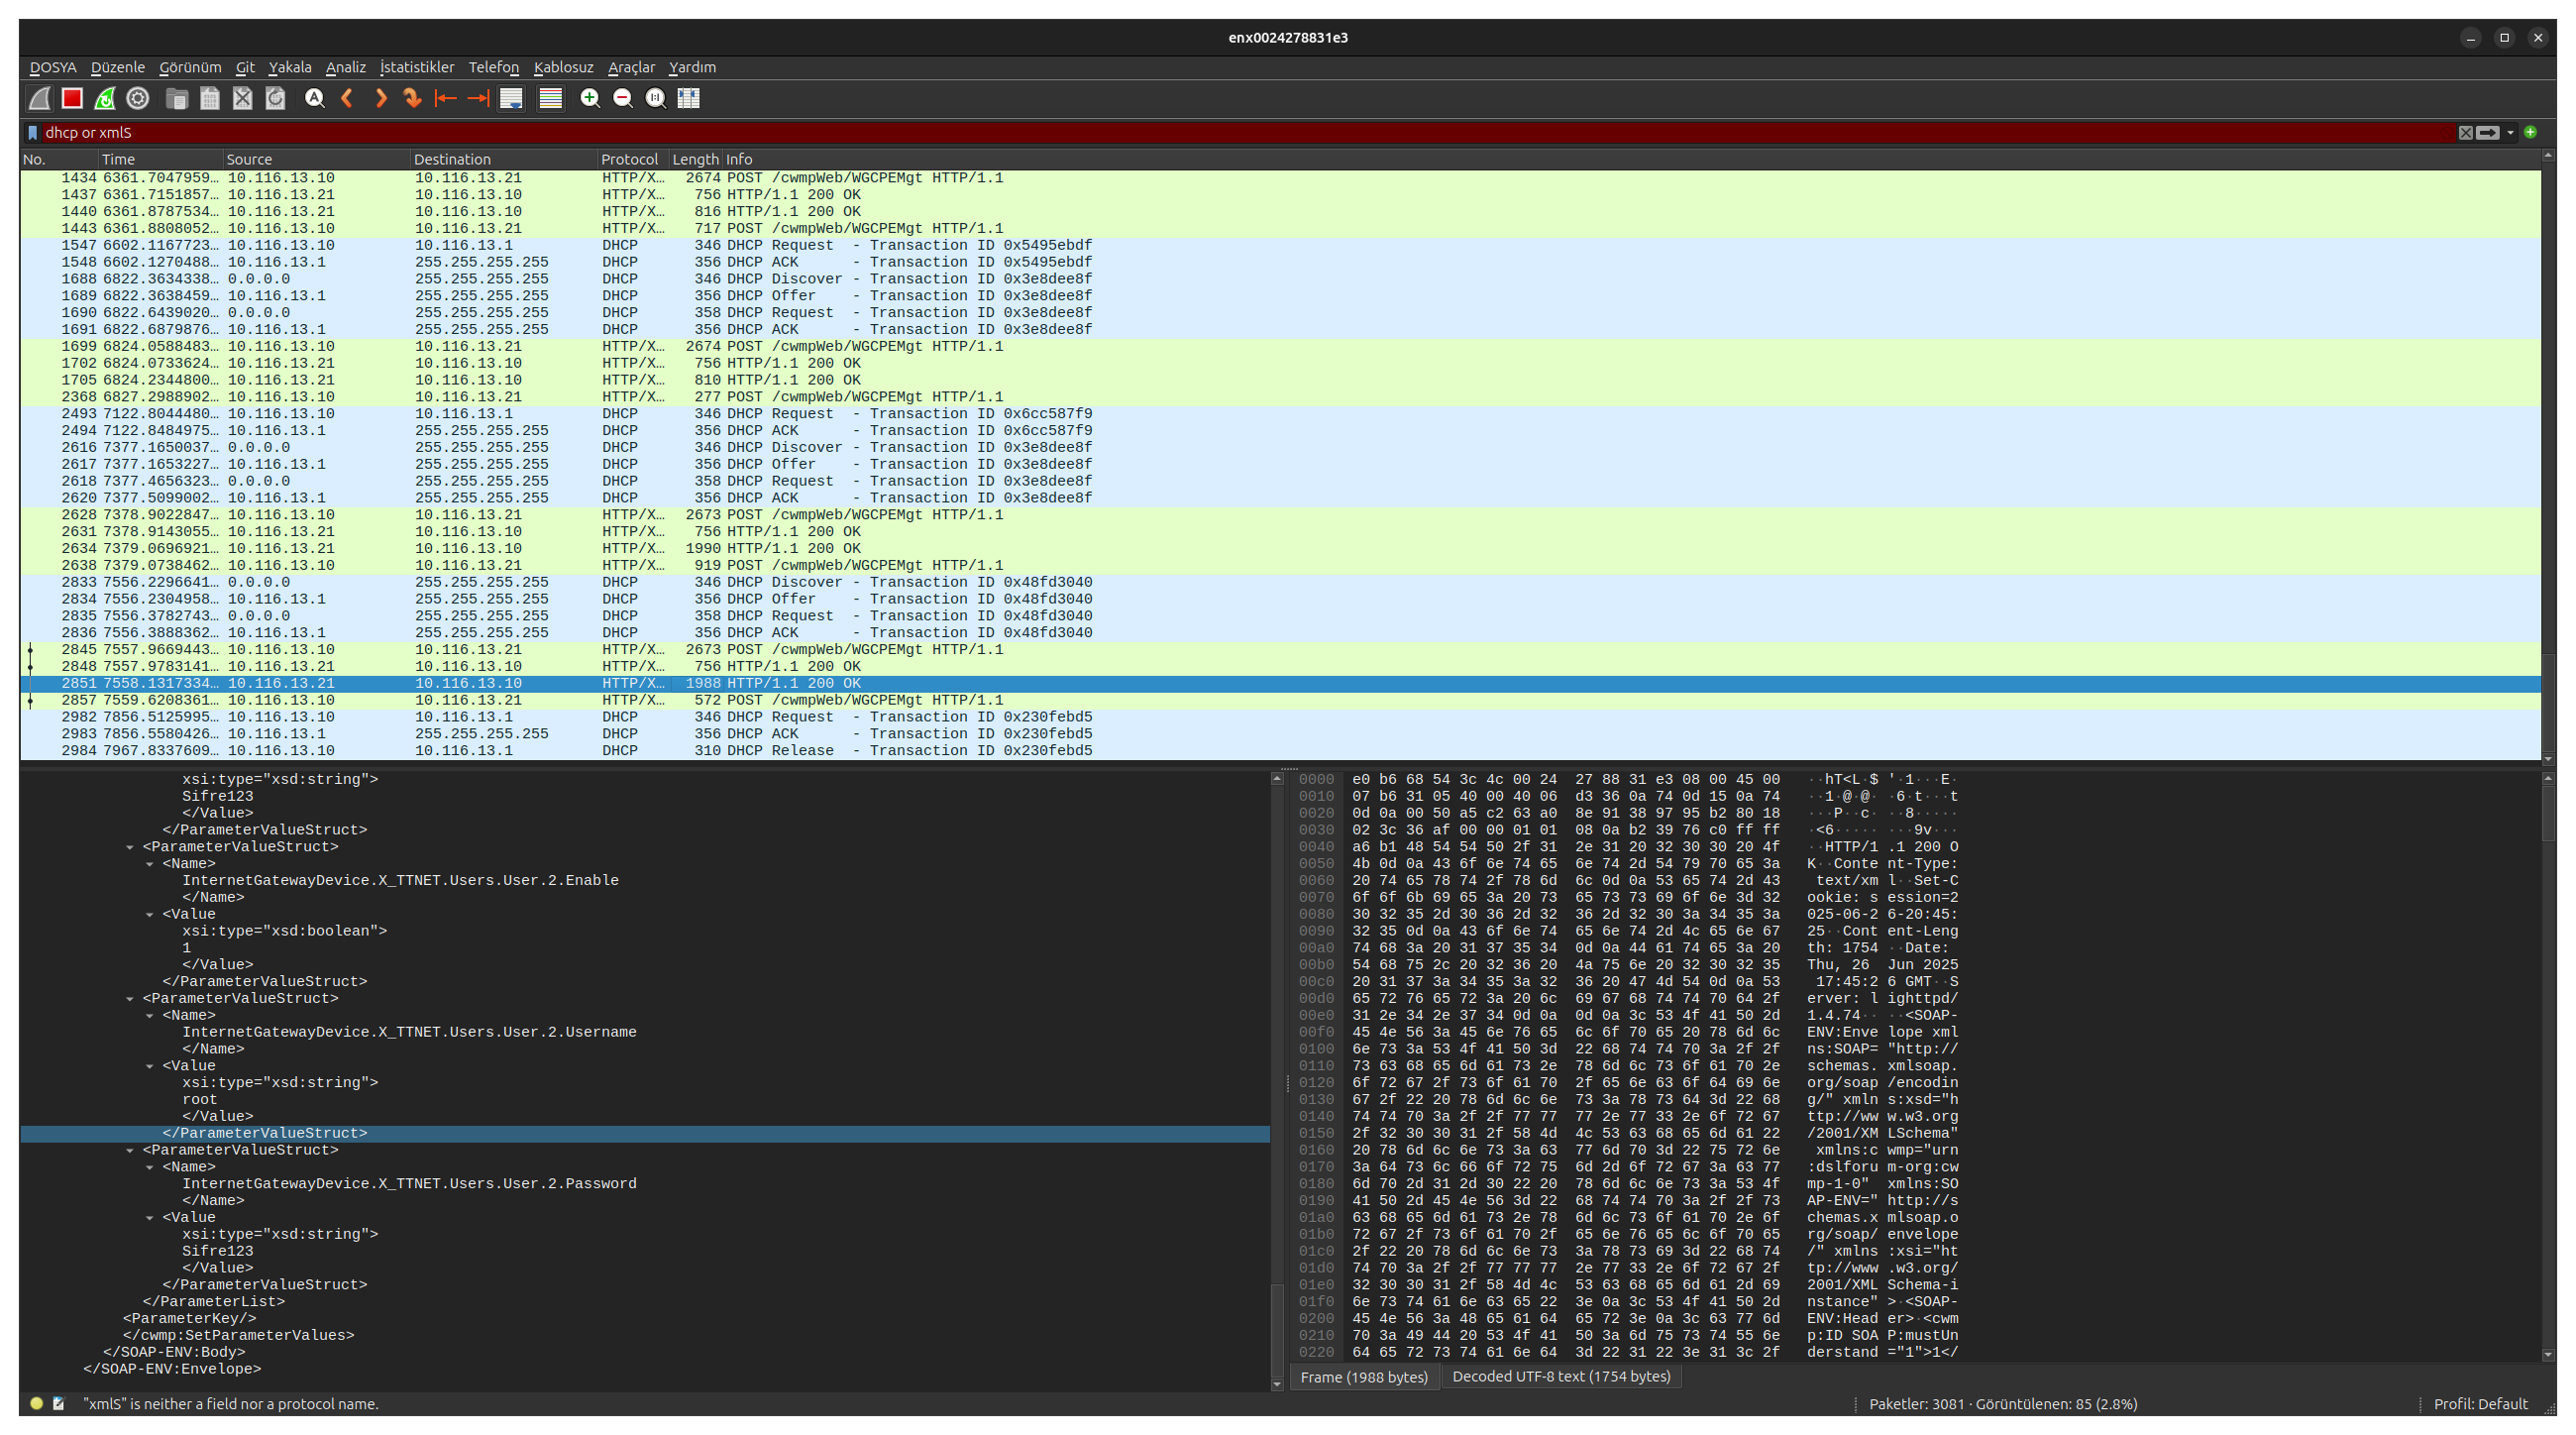 enx0024278831e3
DOSYA Düzenle Görünüm Git Yakala Analiz İstatistikler Telefon Kablosuz Araçlar Yardım
dhcp or xmlS
No. Time Source Destination Protocol Length Info
1434 6361.7047959… 10.116.13.10 10.116.13.21 HTTP/X… 2674 POST /cwmpWeb/WGCPEMgt HTTP/1.1
1437 6361.7151857… 10.116.13.21 10.116.13.10 HTTP/X… 756 HTTP/1.1 200 OK
1440 6361.8787534… 10.116.13.21 10.116.13.10 HTTP/X… 816 HTTP/1.1 200 OK
1443 6361.8808052… 10.116.13.10 10.116.13.21 HTTP/X… 717 POST /cwmpWeb/WGCPEMgt HTTP/1.1
1547 6602.1167723… 10.116.13.10 10.116.13.1 DHCP 346 DHCP Request - Transaction ID 0x5495ebdf
1548 6602.1270488… 10.116.13.1 255.255.255.255 DHCP 356 DHCP ACK - Transaction ID 0x5495ebdf
1688 6822.3634338… 0.0.0.0 255.255.255.255 DHCP 346 DHCP Discover - Transaction ID 0x3e8dee8f
1689 6822.3638459… 10.116.13.1 255.255.255.255 DHCP 356 DHCP Offer - Transaction ID 0x3e8dee8f
1690 6822.6439020… 0.0.0.0 255.255.255.255 DHCP 358 DHCP Request - Transaction ID 0x3e8dee8f
1691 6822.6879876… 10.116.13.1 255.255.255.255 DHCP 356 DHCP ACK - Transaction ID 0x3e8dee8f
1699 6824.0588483… 10.116.13.10 10.116.13.21 HTTP/X… 2674 POST /cwmpWeb/WGCPEMgt HTTP/1.1
1702 6824.0733624… 10.116.13.21 10.116.13.10 HTTP/X… 756 HTTP/1.1 200 OK
1705 6824.2344800… 10.116.13.21 10.116.13.10 HTTP/X… 810 HTTP/1.1 200 OK
2368 6827.2988902… 10.116.13.10 10.116.13.21 HTTP/X… 277 POST /cwmpWeb/WGCPEMgt HTTP/1.1
2493 7122.8044480… 10.116.13.10 10.116.13.1 DHCP 346 DHCP Request - Transaction ID 0x6cc587f9
2494 7122.8484975… 10.116.13.1 255.255.255.255 DHCP 356 DHCP ACK - Transaction ID 0x6cc587f9
2616 7377.1650037… 0.0.0.0 255.255.255.255 DHCP 346 DHCP Discover - Transaction ID 0x3e8dee8f
2617 7377.1653227… 10.116.13.1 255.255.255.255 DHCP 356 DHCP Offer - Transaction ID 0x3e8dee8f
2618 7377.4656323… 0.0.0.0 255.255.255.255 DHCP 358 DHCP Request - Transaction ID 0x3e8dee8f
2620 7377.5099002… 10.116.13.1 255.255.255.255 DHCP 356 DHCP ACK - Transaction ID 0x3e8dee8f
2628 7378.9022847… 10.116.13.10 10.116.13.21 HTTP/X… 2673 POST /cwmpWeb/WGCPEMgt HTTP/1.1
2631 7378.9143055… 10.116.13.21 10.116.13.10 HTTP/X… 756 HTTP/1.1 200 OK
2634 7379.0696921… 10.116.13.21 10.116.13.10 HTTP/X… 1990 HTTP/1.1 200 OK
2638 7379.0738462… 10.116.13.10 10.116.13.21 HTTP/X… 919 POST /cwmpWeb/WGCPEMgt HTTP/1.1
2833 7556.2296641… 0.0.0.0 255.255.255.255 DHCP 346 DHCP Discover - Transaction ID 0x48fd3040
2834 7556.2304958… 10.116.13.1 255.255.255.255 DHCP 356 DHCP Offer - Transaction ID 0x48fd3040
2835 7556.3782743… 0.0.0.0 255.255.255.255 DHCP 358 DHCP Request - Transaction ID 0x48fd3040
2836 7556.3888362… 10.116.13.1 255.255.255.255 DHCP 356 DHCP ACK - Transaction ID 0x48fd3040
2845 7557.9669443… 10.116.13.10 10.116.13.21 HTTP/X… 2673 POST /cwmpWeb/WGCPEMgt HTTP/1.1
2848 7557.9783141… 10.116.13.21 10.116.13.10 HTTP/X… 756 HTTP/1.1 200 OK
2851 7558.1317334… 10.116.13.21 10.116.13.10 HTTP/X… 1988 HTTP/1.1 200 OK
2857 7559.6208361… 10.116.13.10 10.116.13.21 HTTP/X… 572 POST /cwmpWeb/WGCPEMgt HTTP/1.1
2982 7856.5125995… 10.116.13.10 10.116.13.1 DHCP 346 DHCP Request - Transaction ID 0x230febd5
2983 7856.5580426… 10.116.13.1 255.255.255.255 DHCP 356 DHCP ACK - Transaction ID 0x230febd5
2984 7967.8337609… 10.116.13.10 10.116.13.1 DHCP 310 DHCP Release - Transaction ID 0x230febd5
xsi:type="xsd:string">
Sifre123
</Value>
</ParameterValueStruct>
<ParameterValueStruct>
<Name>
InternetGatewayDevice.X_TTNET.Users.User.2.Enable
</Name>
<Value
xsi:type="xsd:boolean">
1
</Value>
</ParameterValueStruct>
<ParameterValueStruct>
<Name>
InternetGatewayDevice.X_TTNET.Users.User.2.Username
</Name>
<Value
xsi:type="xsd:string">
root
</Value>
</ParameterValueStruct>
<ParameterValueStruct>
<Name>
InternetGatewayDevice.X_TTNET.Users.User.2.Password
</Name>
<Value
xsi:type="xsd:string">
Sifre123
</Value>
</ParameterValueStruct>
</ParameterList>
<ParameterKey/>
</cwmp:SetParameterValues>
</SOAP-ENV:Body>
</SOAP-ENV:Envelope>
0000 e0 b6 68 54 3c 4c 00 24 27 88 31 e3 08 00 45 00 ··hT<L·$ '·1···E·
0010 07 b6 31 05 40 00 40 06 d3 36 0a 74 0d 15 0a 74 ··1·@·@· ·6·t···t
0020 0d 0a 00 50 a5 c2 63 a0 8e 91 38 97 95 b2 80 18 ···P··c· ··8·····
0030 02 3c 36 af 00 00 01 01 08 0a b2 39 76 c0 ff ff ·<6····· ···9v···
0040 a6 b1 48 54 54 50 2f 31 2e 31 20 32 30 30 20 4f ··HTTP/1 .1 200 O
0050 4b 0d 0a 43 6f 6e 74 65 6e 74 2d 54 79 70 65 3a K··Conte nt-Type:
0060 20 74 65 78 74 2f 78 6d 6c 0d 0a 53 65 74 2d 43 text/xm l··Set-C
0070 6f 6f 6b 69 65 3a 20 73 65 73 73 69 6f 6e 3d 32 ookie: s ession=2
0080 30 32 35 2d 30 36 2d 32 36 2d 32 30 3a 34 35 3a 025-06-2 6-20:45:
0090 32 35 0d 0a 43 6f 6e 74 65 6e 74 2d 4c 65 6e 67 25··Cont ent-Leng
00a0 74 68 3a 20 31 37 35 34 0d 0a 44 61 74 65 3a 20 th: 1754 ··Date:
00b0 54 68 75 2c 20 32 36 20 4a 75 6e 20 32 30 32 35 Thu, 26 Jun 2025
00c0 20 31 37 3a 34 35 3a 32 36 20 47 4d 54 0d 0a 53 17:45:2 6 GMT··S
00d0 65 72 76 65 72 3a 20 6c 69 67 68 74 74 70 64 2f erver: l ighttpd/
00e0 31 2e 34 2e 37 34 0d 0a 0d 0a 3c 53 4f 41 50 2d 1.4.74·· ··<SOAP-
00f0 45 4e 56 3a 45 6e 76 65 6c 6f 70 65 20 78 6d 6c ENV:Enve lope xml
0100 6e 73 3a 53 4f 41 50 3d 22 68 74 74 70 3a 2f 2f ns:SOAP= "http://
0110 73 63 68 65 6d 61 73 2e 78 6d 6c 73 6f 61 70 2e schemas. xmlsoap.
0120 6f 72 67 2f 73 6f 61 70 2f 65 6e 63 6f 64 69 6e org/soap /encodin
0130 67 2f 22 20 78 6d 6c 6e 73 3a 78 73 64 3d 22 68 g/" xmln s:xsd="h
0140 74 74 70 3a 2f 2f 77 77 77 2e 77 33 2e 6f 72 67 ttp://ww w.w3.org
0150 2f 32 30 30 31 2f 58 4d 4c 53 63 68 65 6d 61 22 /2001/XM LSchema"
0160 20 78 6d 6c 6e 73 3a 63 77 6d 70 3d 22 75 72 6e xmlns:c wmp="urn
0170 3a 64 73 6c 66 6f 72 75 6d 2d 6f 72 67 3a 63 77 :dslforu m-org:cw
0180 6d 70 2d 31 2d 30 22 20 78 6d 6c 6e 73 3a 53 4f mp-1-0" xmlns:SO
0190 41 50 2d 45 4e 56 3d 22 68 74 74 70 3a 2f 2f 73 AP-ENV=" http://s
01a0 63 68 65 6d 61 73 2e 78 6d 6c 73 6f 61 70 2e 6f chemas.x mlsoap.o
01b0 72 67 2f 73 6f 61 70 2f 65 6e 76 65 6c 6f 70 65 rg/soap/ envelope
01c0 2f 22 20 78 6d 6c 6e 73 3a 78 73 69 3d 22 68 74 /" xmlns :xsi="ht
01d0 74 70 3a 2f 2f 77 77 77 2e 77 33 2e 6f 72 67 2f tp://www .w3.org/
01e0 32 30 30 31 2f 58 4d 4c 53 63 68 65 6d 61 2d 69 2001/XML Schema-i
01f0 6e 73 74 61 6e 63 65 22 3e 0a 3c 53 4f 41 50 2d nstance" >·<SOAP-
0200 45 4e 56 3a 48 65 61 64 65 72 3e 0a 3c 63 77 6d ENV:Head er>·<cwm
0210 70 3a 49 44 20 53 4f 41 50 3a 6d 75 73 74 55 6e p:ID SOA P:mustUn
0220 64 65 72 73 74 61 6e 64 3d 22 31 22 3e 31 3c 2f derstand ="1">1</
Frame (1988 bytes) Decoded UTF-8 text (1754 bytes)
"xmlS" is neither a field nor a protocol name.
Paketler: 3081 · Görüntülenen: 85 (2.8%)
Profil: Default